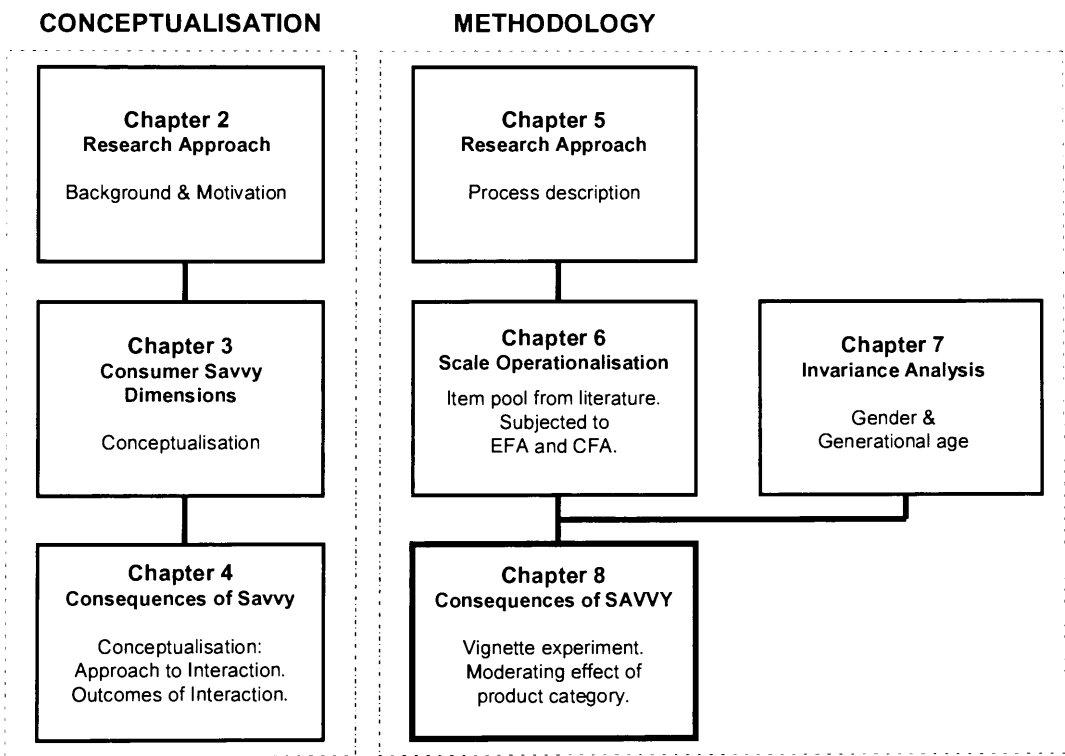 CONCEPTUALISATION
Chapter 2
Research Approach
Background & Motivation
Chapter 3
Consumer Savvy
Dimensions
Conceptualisation
Chapter 4
Consequences of Savvy
Conceptualisation:
Approach to Interaction.
Outcomes of Interaction.
METHODOLOGY
Chapter 5
Research Approach
Process description
Chapter 6
Scale Operationalisation
Item pool from literature.
Subjected to
EFA and CFA.
Chapter 7
Invariance Analysis
Gender &
Generational age
Chapter 8
Consequences of SAVVY
Vignette experiment.
Moderating effect of
product category.